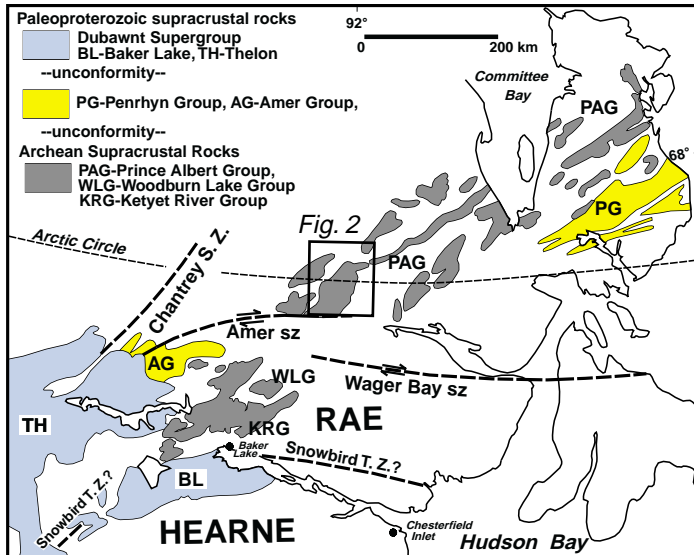 Paleoproterozoic supracrustal rocks
Dubawnt Supergroup
BL-Baker Lake, TH-Thelon
--unconformity--
PG-Penrhyn Group, AG-Amer Group,
--unconformity--
Archean Supracrustal Rocks
PAG-Prince Albert Group,
WLG-Woodburn Lake Group
KRG-Ketyet River Group
92°
0 200 km
Committee
Bay
PAG
68°
PG
Fig. 2
Arctic Circle
Chantrey S. Z.
PAG
Amer sz
AG
WLG
Wager Bay sz
TH
RAE
KRG
Baker
Lake
Snowbird T. Z.?
BL
Snowbird T. Z.?
HEARNE
Chesterfield
Inlet
Hudson Bay